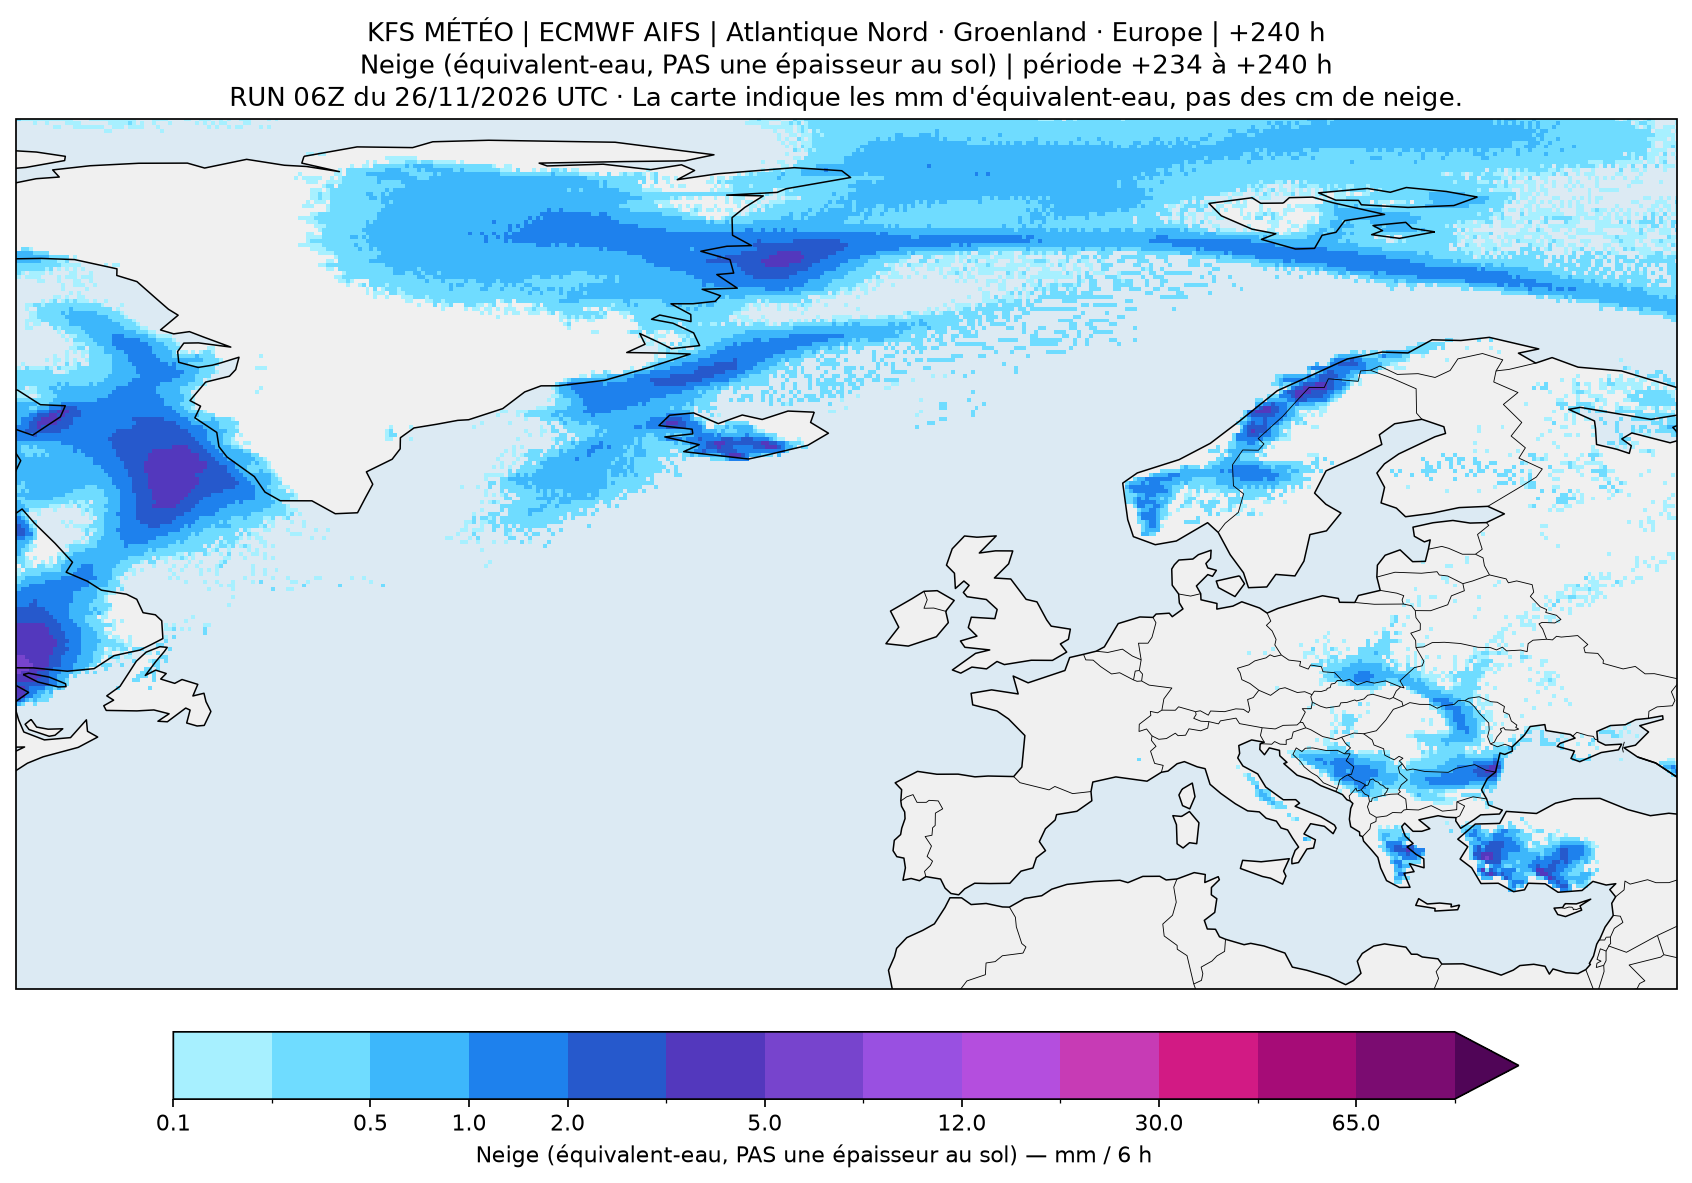 KFS MÉTÉO | ECMWF AIFS | Atlantique Nord · Groenland · Europe | +240 h
Neige (équivalent-eau, PAS une épaisseur au sol) | période +234 à +240 h
RUN 06Z du 26/11/2026 UTC · La carte indique les mm d'équivalent-eau, pas des cm de neige.
0.1 0.5 1.0 2.0 5.0 12.0 30.0 65.0
Neige (équivalent-eau, PAS une épaisseur au sol) — mm / 6 h